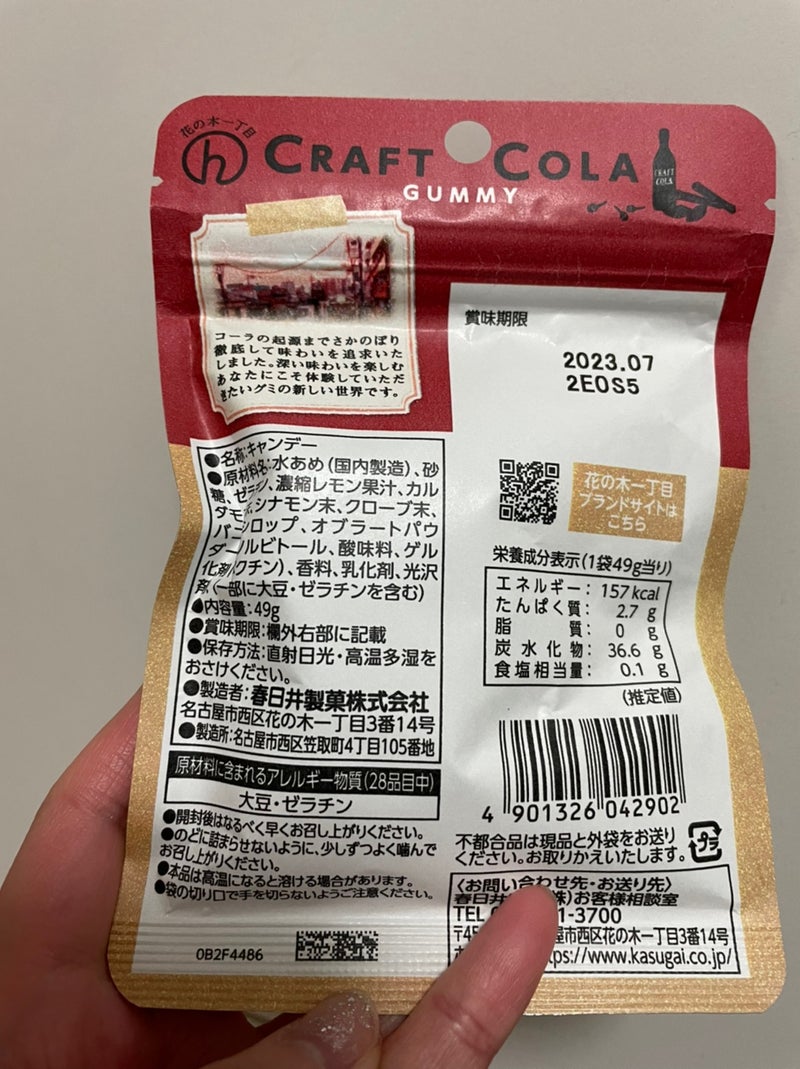 花の木一丁目
h CRAFT COLA
CRAFT
COLA
GUMMY
コーラの起源までさかのぼり
徹底して味わいを追求いた
しました。深い味わいを楽しむ
あなたにこそ体験していただ
きたいグミの新しい世界です。
賞味期限
2023.07
2E0S5
花の木一丁目
ブランドサイトは
こちら
●名称:キャンデー
●原材料名:水あめ(国内製造)、砂
糖、ゼラチン、濃縮レモン果汁、カル
ダモン末、シナモン末、クローブ末、
シロップ、オブラートパウ
ルビトール、酸味料、ゲル
化剤 クチン)、香料、乳化剤、光沢
剤、(一部に大豆・ゼラチンを含む)
●内容量:49g
●賞味期限:欄外右部に記載
●保存方法:直射日光・高温多湿を
おさけください。
●製造者:春日井製菓株式会社
名古屋市西区花の木一丁目3番14号
●製造所:名古屋市西区笠取町4丁目105番地
原材料に含まれるアレルギー物質(28品目中)
大豆・ゼラチン
●開封後はなるべく早くお召し上がりください。
●のどに詰まらせないように、少しずつよく噛んで
お召し上がりください。
●本品は高温になると溶ける場合があります。
●袋の切り口で手を切らないようご注意ください。
0B2F4486
栄養成分表示(1袋49g当り)
エネルギー: 157kcal
たんぱく質: 2.7 g
脂質: 0 g
炭水化物: 36.6 g
食塩相当量: 0.1 g
(推定値)
4 901326 042902
不都合品は現品と外袋をお送り
ください。お取りかえいたします。
プラ
〈お問い合わせ先・お送り先〉
春日井 株)お客様相談室
TEL 1-3700
〒45 屋市西区花の木一丁目3番14号
ps://www.kasugai.co.jp/